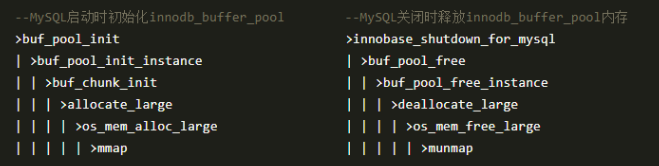 --MySQL启动时初始化innodb_buffer_pool
>buf_pool_init
| >buf_pool_init_instance
| | >buf_chunk_init
| | | >allocate_large
| | | | >os_mem_alloc_large
| | | | | >mmap
--MySQL关闭时释放innodb_buffer_pool内存
>innobase_shutdown_for_mysql
| >buf_pool_free
| | >buf_pool_free_instance
| | | >deallocate_large
| | | | >os_mem_free_large
| | | | | >munmap